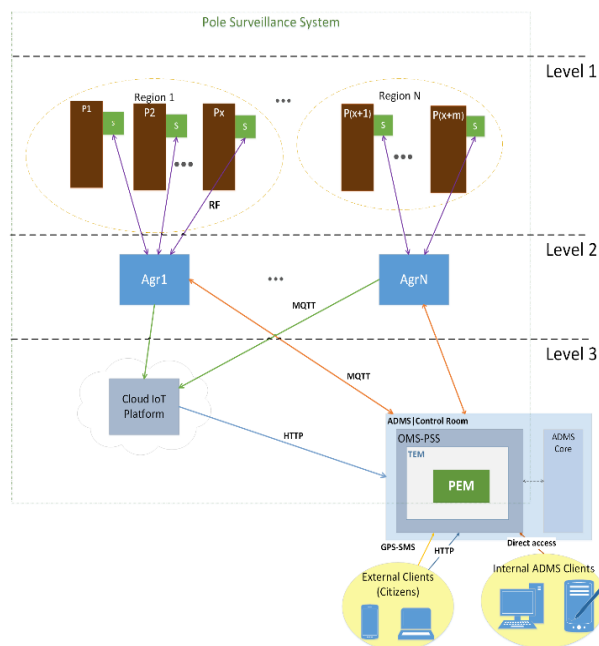 Pole Surveillance System
Level 1
Region 1
Region N
...
P1
P2
Px
P(x+1)
P(x+m)
S
S
S
S
S
...
...
RF
Level 2
Agr1
...
AgrN
MQTT
Level 3
MQTT
Cloud IoT
Platform
HTTP
ADMS|Control Room
OMS-PSS
TEM
PEM
ADMS
Core
GPS-SMS
HTTP
Direct access
External Clients
(Citizens)
Internal ADMS Clients